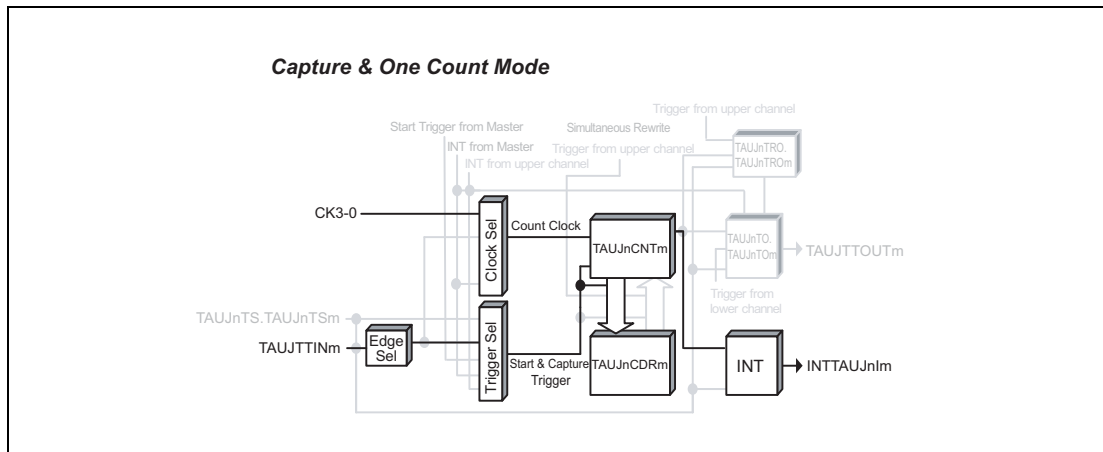 Capture & One Count Mode
Trigger from upper channel
Start Trigger from Master
Simultaneous Rewrite
INT from Master
Trigger from upper channel
INT from upper channel
TAUJnTRO.
TAUJnTROm
CK3-0
Clock Sel
Count Clock
TAUJnCNTm
TAUJnTO.
TAUJnTOm
TAUJTTOUTm
Trigger from
lower channel
TAUJnTS.TAUJnTSm
TAUJTTINm
Edge
Sel
Trigger Sel
Start & Capture
Trigger
TAUJnCDRm
INT
INTTAUJnIm